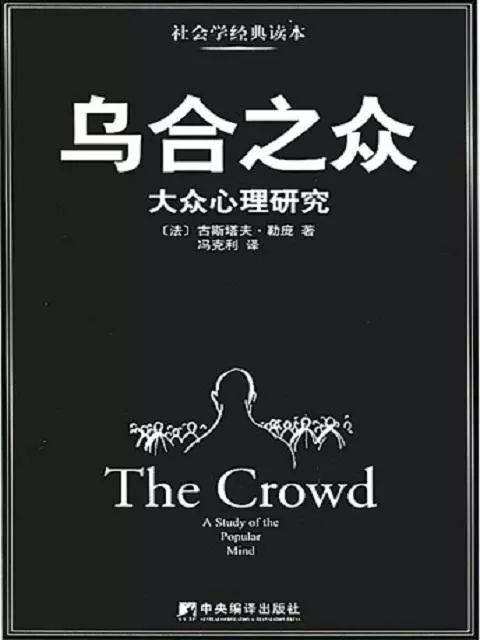 社会学经典读本
乌合之众
大众心理研究
〔法〕古斯塔夫·勒庞 著
冯克利 译
The Crowd
A Study of the
Popular
Mind
中央编译出版社